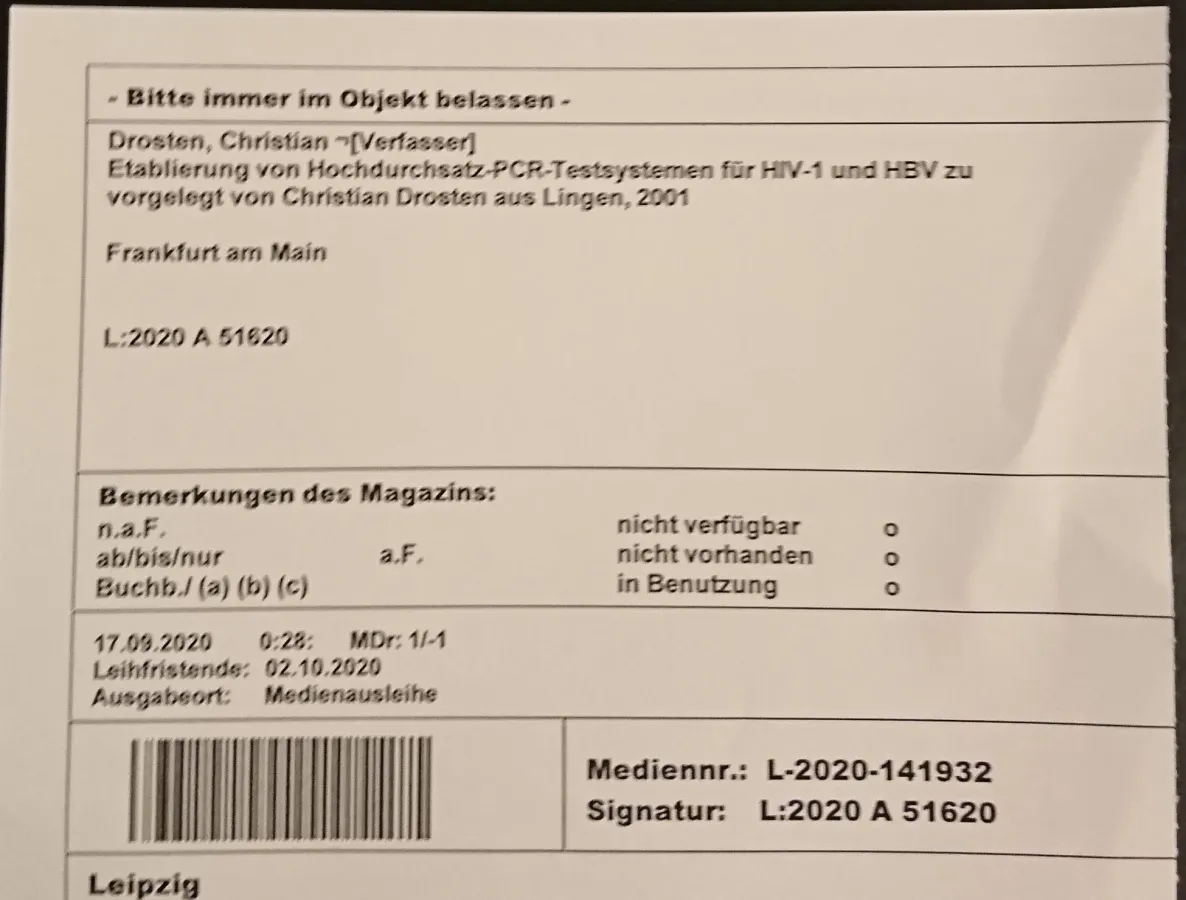 - Bitte immer im Objekt belassen -
Drosten, Christian ¬[Verfasser]
Etablierung von Hochdurchsatz-PCR-Testsystemen für HIV-1 und HBV zu
vorgelegt von Christian Drosten aus Lingen, 2001
Frankfurt am Main
L:2020 A 51620
Bemerkungen des Magazins:
n.a.F. nicht verfügbar o
ab/bis/nur a.F. nicht vorhanden o
Buchb./ (a) (b) (c) in Benutzung o
17.09.2020 0:28: MDr: 1/-1
Leihfristende: 02.10.2020
Ausgabeort: Medienausleihe
Mediennr.: L-2020-141932
Signatur: L:2020 A 51620
Leipzig